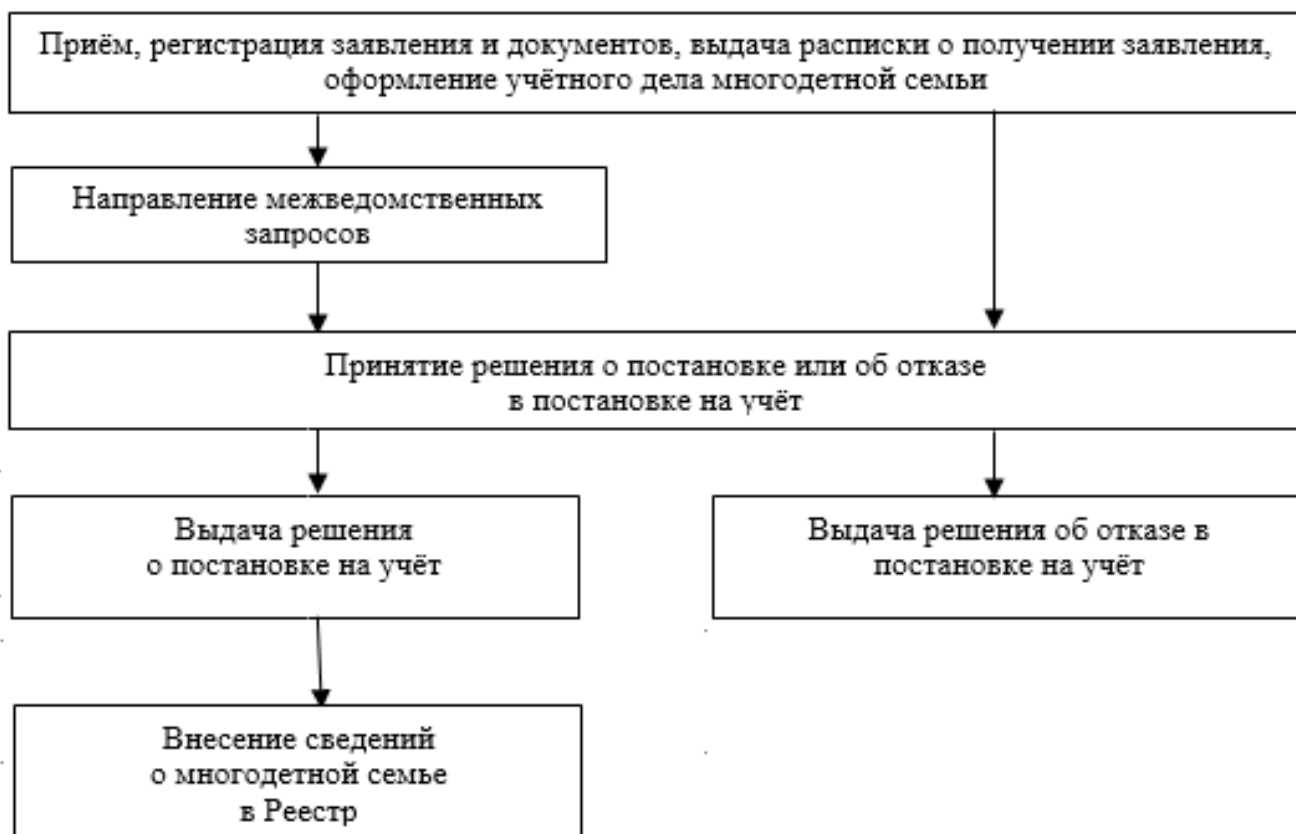 Приём, регистрация заявления и документов, выдача расписки о получении заявления,
оформление учётного дела многодетной семьи
Направление межведомственных
запросов
Принятие решения о постановке или об отказе
в постановке на учёт
Выдача решения
о постановке на учёт
Выдача решения об отказе в
постановке на учёт
Внесение сведений
о многодетной семье
в Реестр